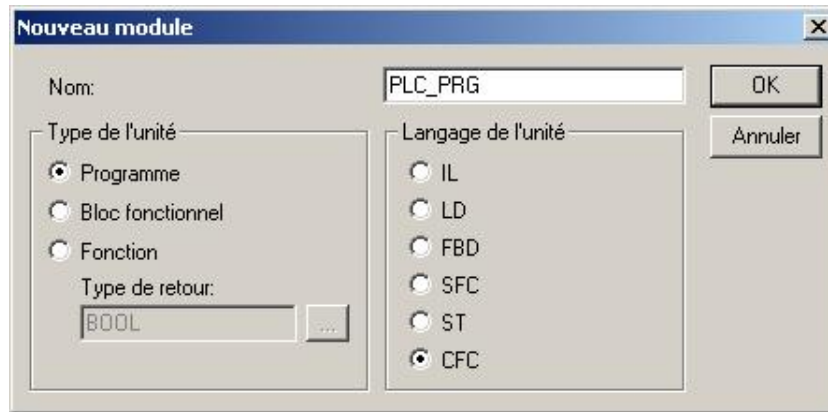 Nouveau module
Nom:
PLC_PRG
OK
Annuler
Type de l'unité
Programme
Bloc fonctionnel
Fonction
Type de retour:
BOOL
...
Langage de l'unité
IL
LD
FBD
SFC
ST
CFC